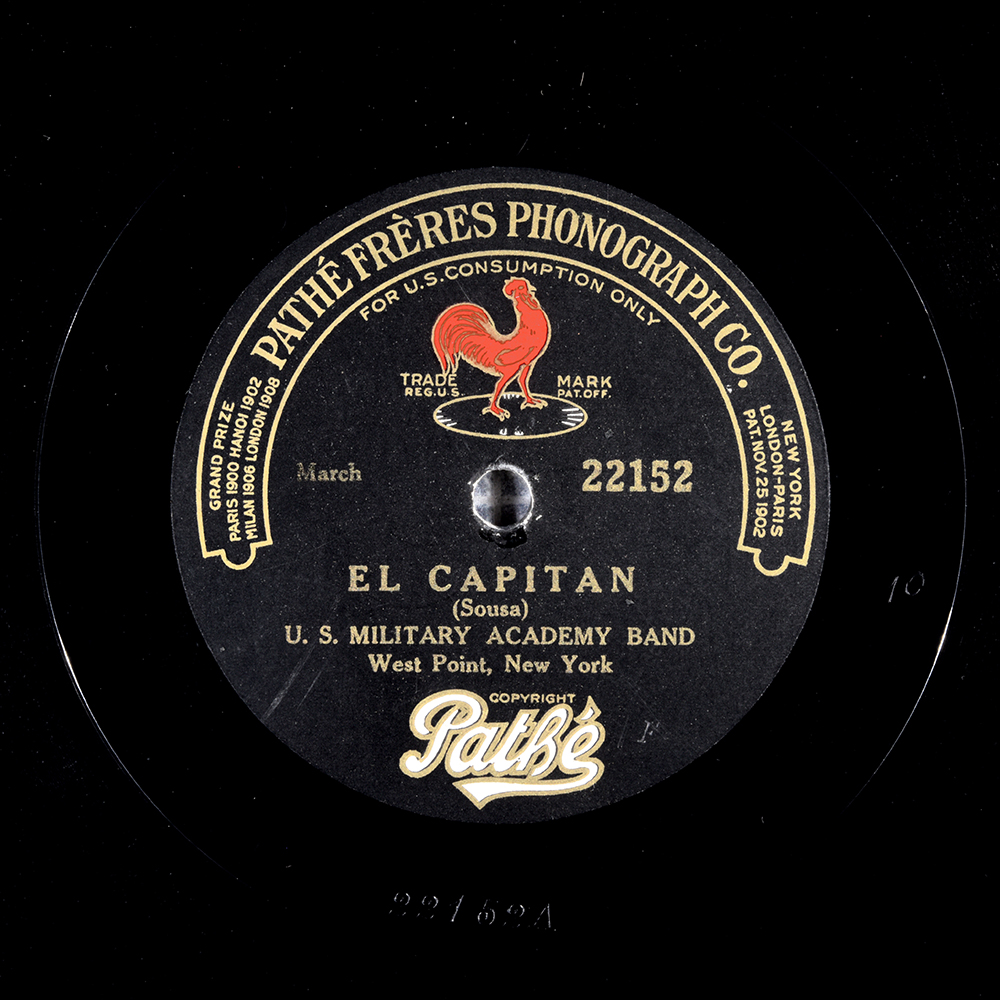 PATHÉ FRÈRES PHONOGRAPH CO.
FOR U.S. CONSUMPTION ONLY
GRAND PRIZE
PARIS 1900 HANOI 1902
MILAN 1906 LONDON 1908
NEW YORK
LONDON-PARIS
PAT. NOV. 25 1902
TRADE MARK
REG. U.S. PAT. OFF.
March 22152
EL CAPITAN
(Sousa)
U. S. MILITARY ACADEMY BAND
West Point, New York
COPYRIGHT
Pathé
10
22152A